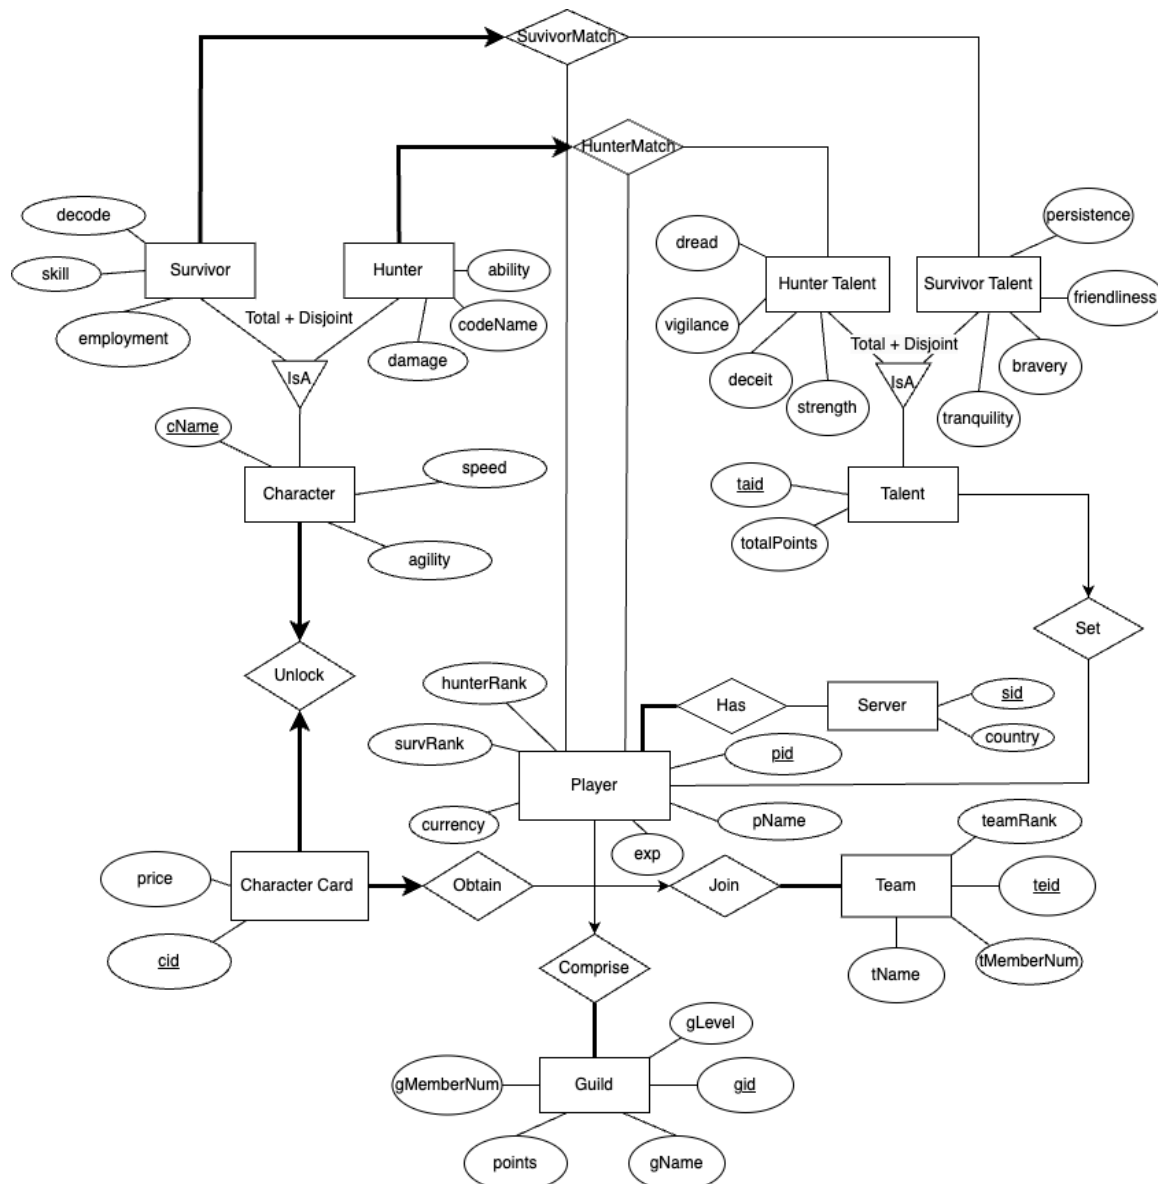 SuvivorMatch
HunterMatch
decode
persistence
dread
ability
Survivor
Hunter
skill
Hunter Talent
Survivor Talent
friendliness
Total + Disjoint
codeName
vigilance
employment
damage
Total + Disjoint
bravery
IsA
deceit
IsA
strength
tranquility
cName
speed
Character
taid
Talent
totalPoints
agility
Set
Unlock
hunterRank
Has
Server
sid
country
survRank
pid
Player
currency
pName
teamRank
exp
price
Character Card
Obtain
Join
Team
teid
cid
Comprise
tName
tMemberNum
gLevel
gMemberNum
Guild
gid
points
gName